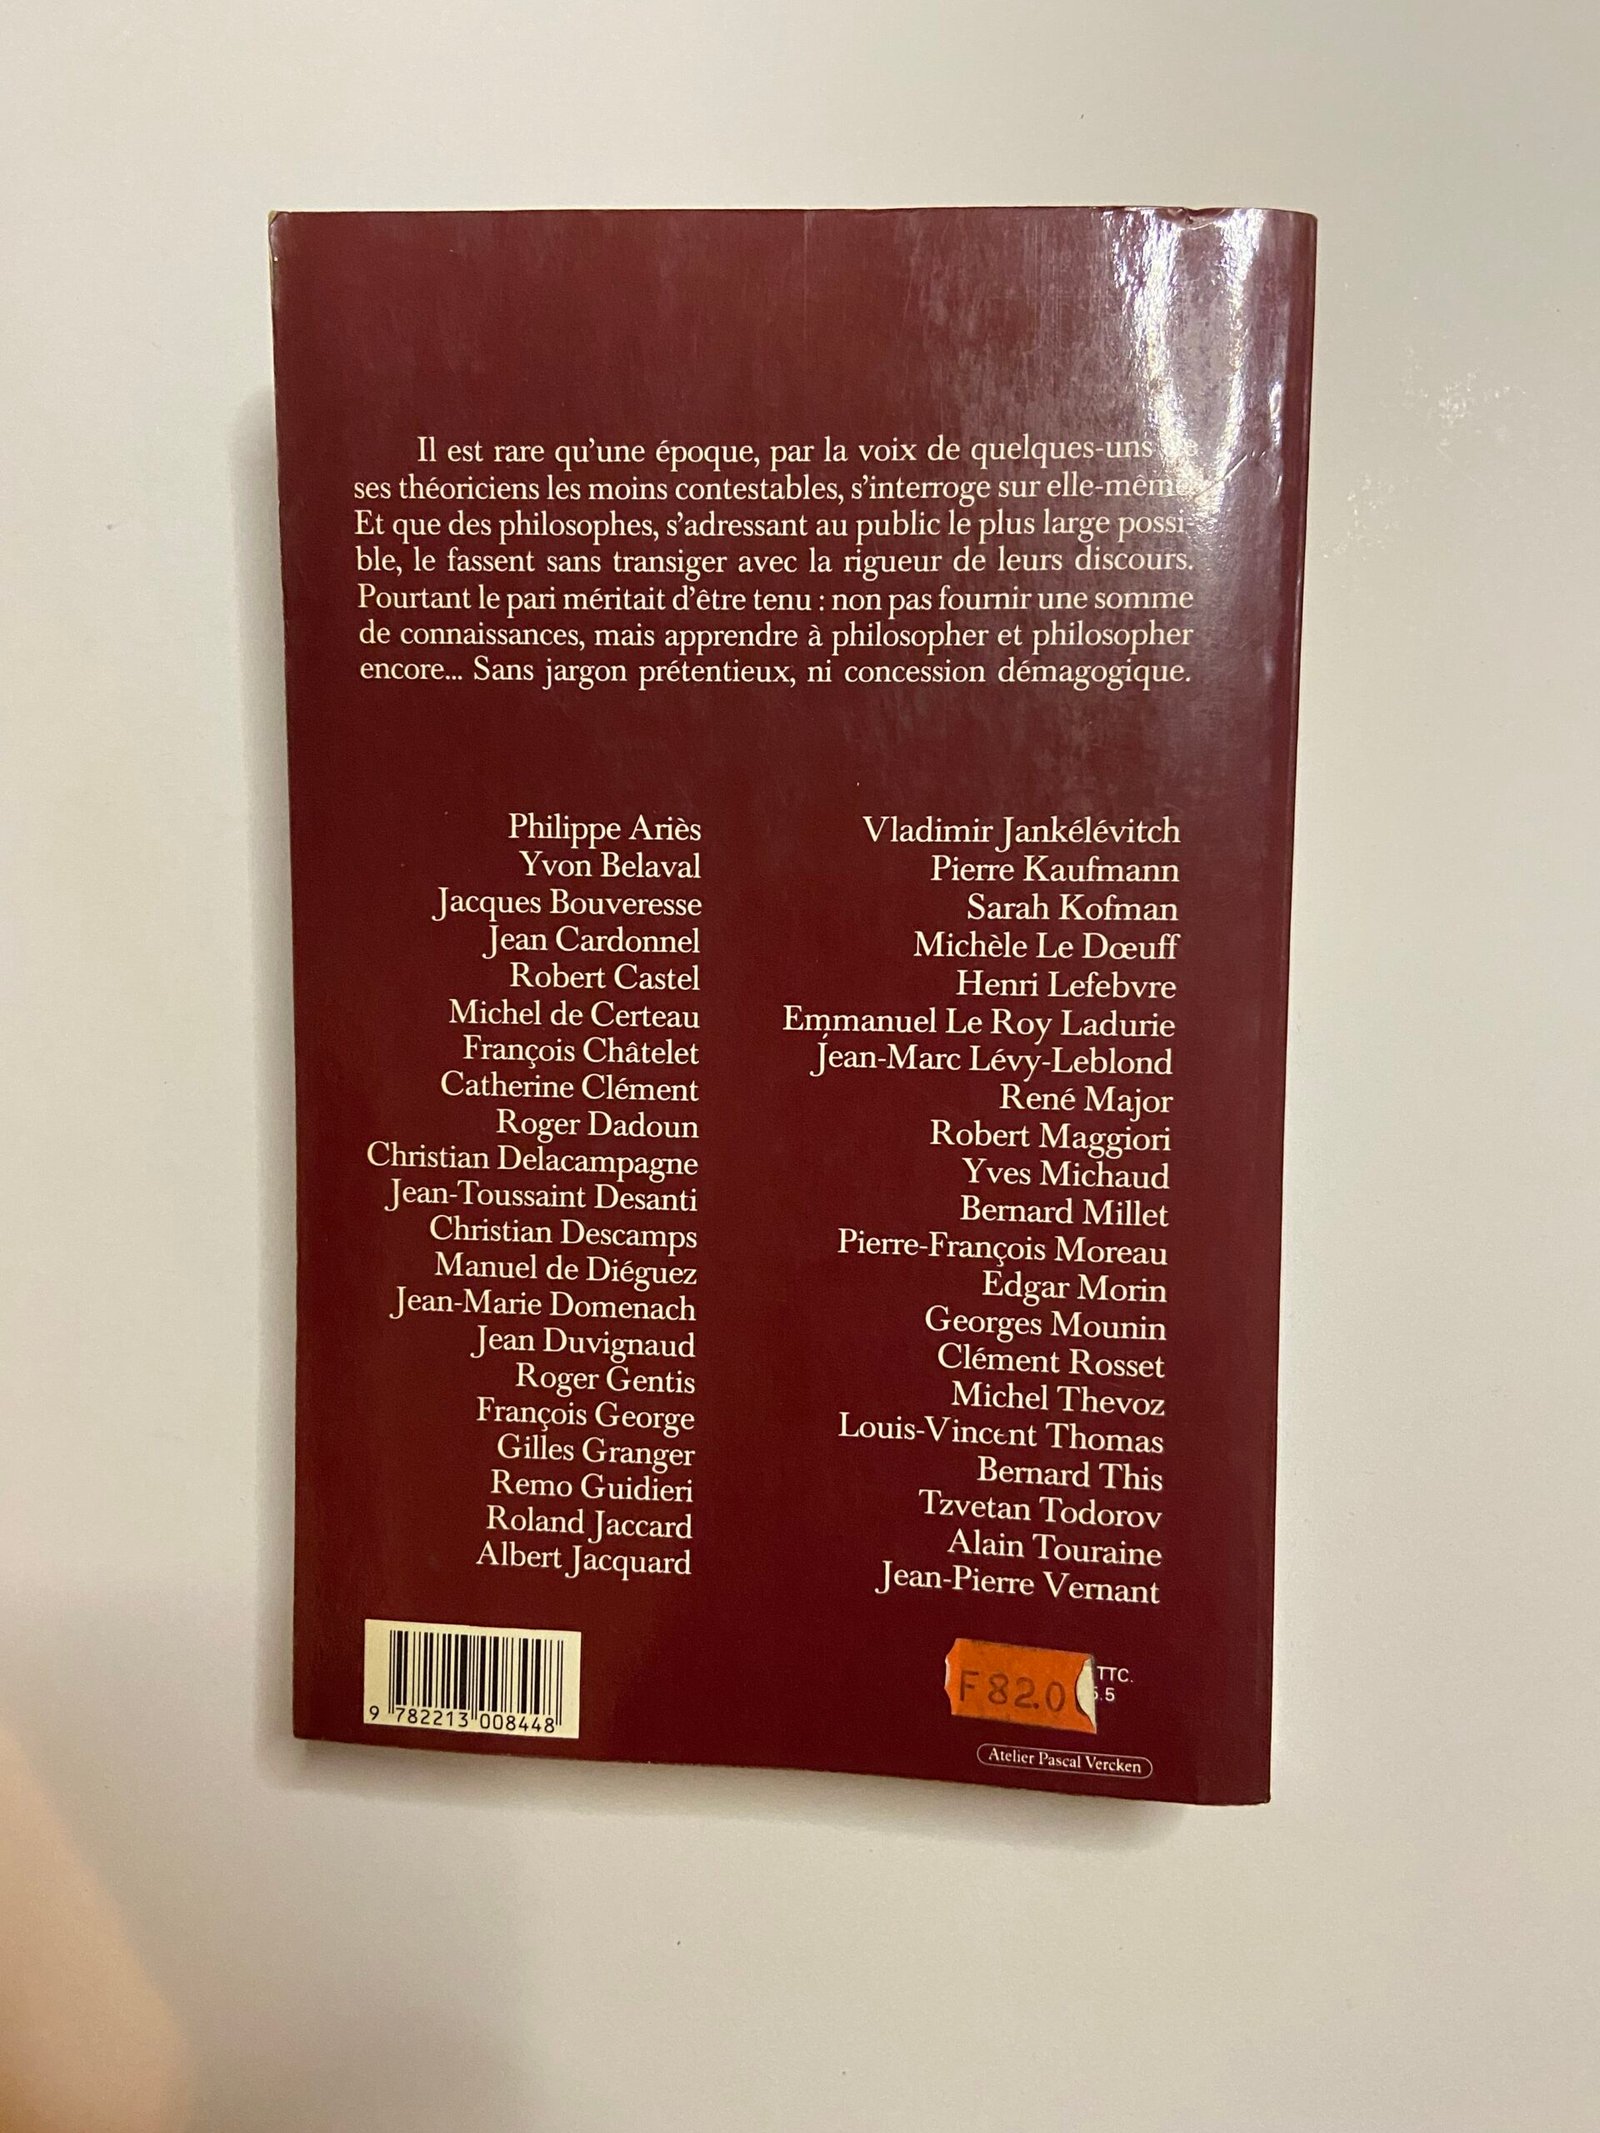 Il est rare qu'une époque, par la voix de quelques-uns
ses théoriciens les moins contestables, s'interroge sur elle-même.
Et que des philosophes, s'adressant au public le plus large possi-
ble, le fassent sans transiger avec la rigueur de leurs discours.
Pourtant le pari méritait d'être tenu : non pas fournir une somme
de connaissances, mais apprendre à philosopher et philosopher
encore... Sans jargon prétentieux, ni concession démagogique.
Philippe Ariès
Yvon Belaval
Jacques Bouveresse
Jean Cardonnel
Robert Castel
Michel de Certeau
François Châtelet
Catherine Clément
Roger Dadoun
Christian Delacampagne
Jean-Toussaint Desanti
Christian Descamps
Manuel de Diéguez
Jean-Marie Domenach
Jean Duvignaud
Roger Gentis
François George
Gilles Granger
Remo Guidieri
Roland Jaccard
Albert Jacquard
Vladimir Jankélévitch
Pierre Kaufmann
Sarah Kofman
Michèle Le Dœuff
Henri Lefebvre
Emmanuel Le Roy Ladurie
Jean-Marc Lévy-Leblond
René Major
Robert Maggiori
Yves Michaud
Bernard Millet
Pierre-François Moreau
Edgar Morin
Georges Mounin
Clément Rosset
Michel Thevoz
Louis-Vincent Thomas
Bernard This
Tzvetan Todorov
Alain Touraine
Jean-Pierre Vernant
9 782213 008448
F 82.0
TTC.
5.5
Atelier Pascal Vercken